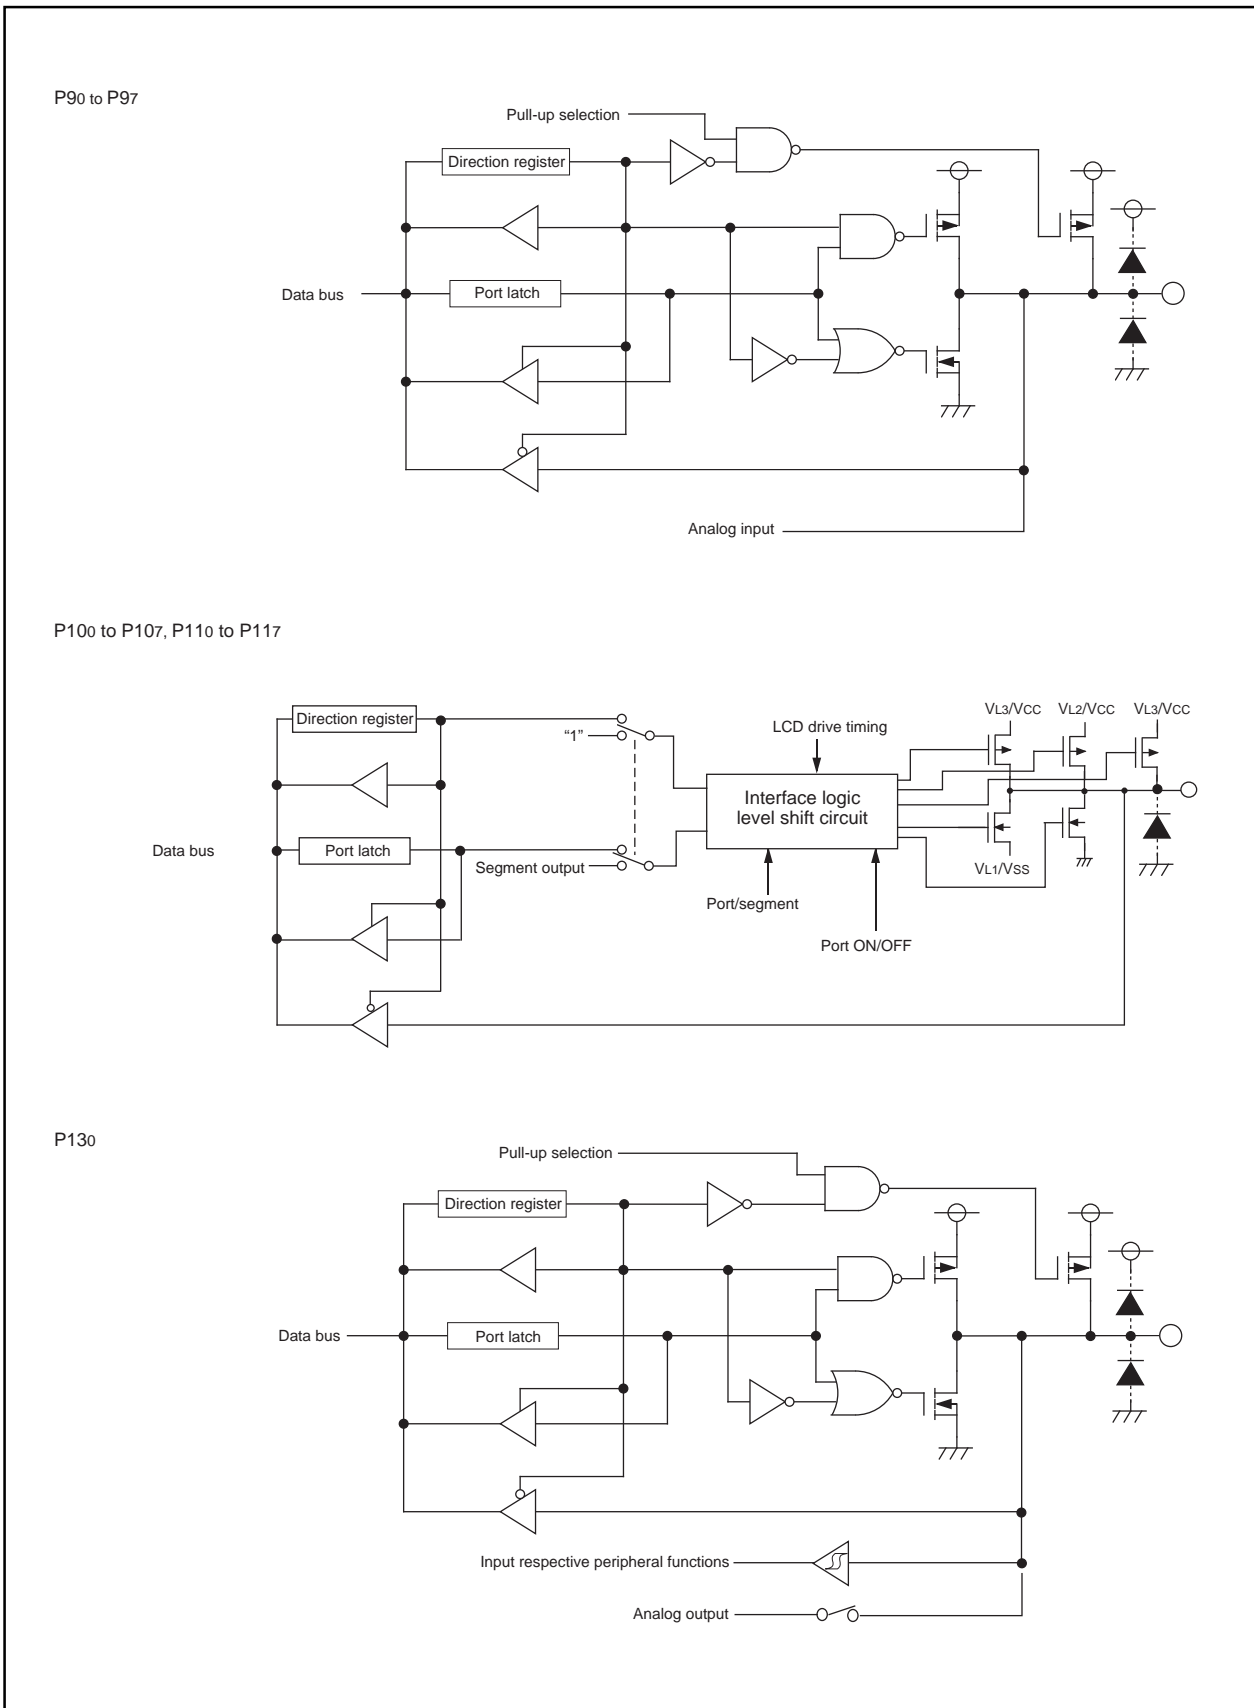 P90 to P97
Pull-up selection
Direction register
Data bus
Port latch
Analog input
P100 to P107, P110 to P117
Direction register
"1"
LCD drive timing
VL3/VCC
VL2/VCC
VL3/VCC
Interface logic
level shift circuit
Data bus
Port latch
Segment output
VL1/VSS
Port/segment
Port ON/OFF
P130
Pull-up selection
Direction register
Data bus
Port latch
Input respective peripheral functions
Analog output